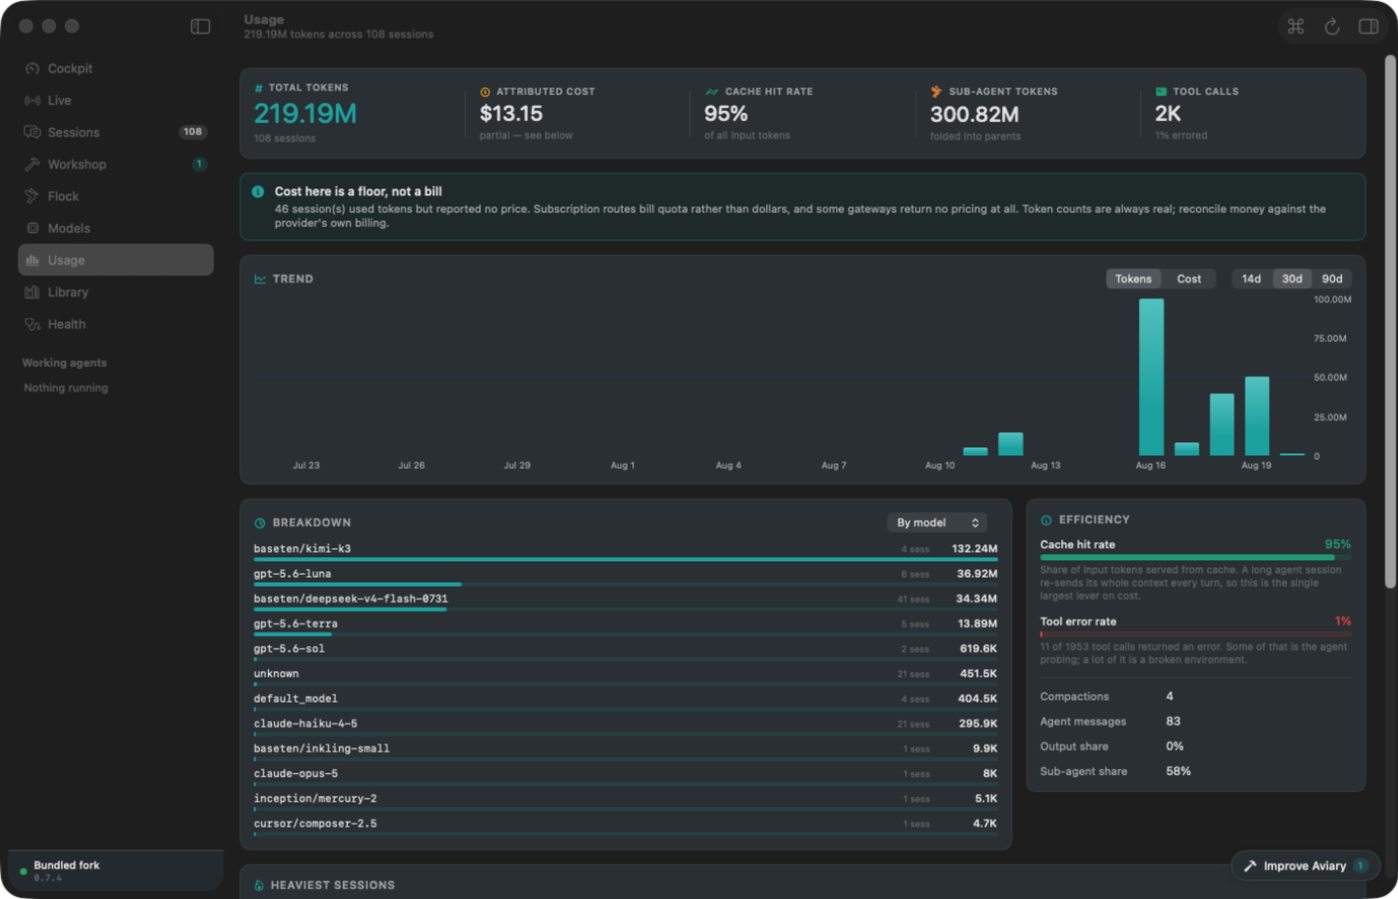 Usage
219.19M tokens across 108 sessions
Cockpit
Live
Sessions 108
Workshop 1
Flock
Models
Usage
Library
Health
Working agents
Nothing running
Bundled fork
0.7.4
# TOTAL TOKENS
219.19M
108 sessions
ATTRIBUTED COST
$13.15
partial — see below
CACHE HIT RATE
95%
of all input tokens
SUB-AGENT TOKENS
300.82M
folded into parents
TOOL CALLS
2K
1% errored
Cost here is a floor, not a bill
46 session(s) used tokens but reported no price. Subscription routes bill quota rather than dollars, and some gateways return no pricing at all. Token counts are always real; reconcile money against the
provider's own billing.
TREND
Tokens Cost 14d 30d 90d
100.00M
75.00M
50.00M
25.00M
0
Jul 23 Jul 26 Jul 29 Aug 1 Aug 4 Aug 7 Aug 10 Aug 13 Aug 16 Aug 19
BREAKDOWN
By model
baseten/kimi-k3 4 sess 132.24M
gpt-5.6-luna 6 sess 36.92M
baseten/deepseek-v4-flash-0731 41 sess 34.34M
gpt-5.6-terra 5 sess 13.89M
gpt-5.6-sol 2 sess 619.6K
unknown 21 sess 451.5K
default_model 4 sess 404.5K
claude-haiku-4-5 21 sess 295.9K
baseten/inkling-small 1 sess 9.9K
claude-opus-5 1 sess 8K
inception/mercury-2 1 sess 5.1K
cursor/composer-2.5 1 sess 4.7K
EFFICIENCY
Cache hit rate 95%
Share of input tokens served from cache. A long agent session
re-sends its whole context every turn, so this is the single
largest lever on cost.
Tool error rate 1%
11 of 1953 tool calls returned an error. Some of that is the agent
probing; a lot of it is a broken environment.
Compactions 4
Agent messages 83
Output share 0%
Sub-agent share 58%
HEAVIEST SESSIONS
Improve Aviary 1